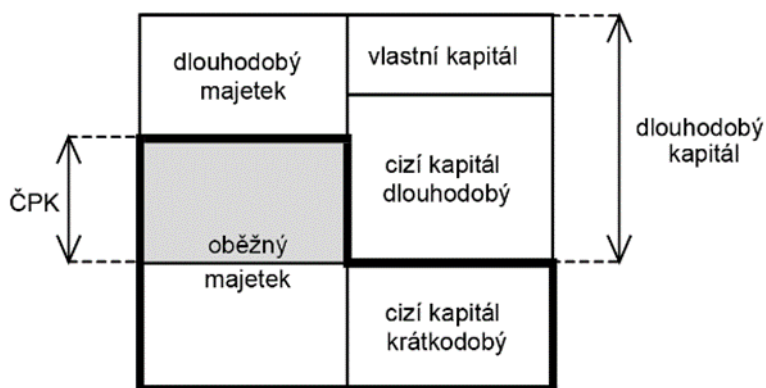 dlouhodobý
majetek
vlastní kapitál
dlouhodobý
kapitál
ČPK
cizí kapitál
dlouhodobý
oběžný
majetek
cizí kapitál
krátkodobý